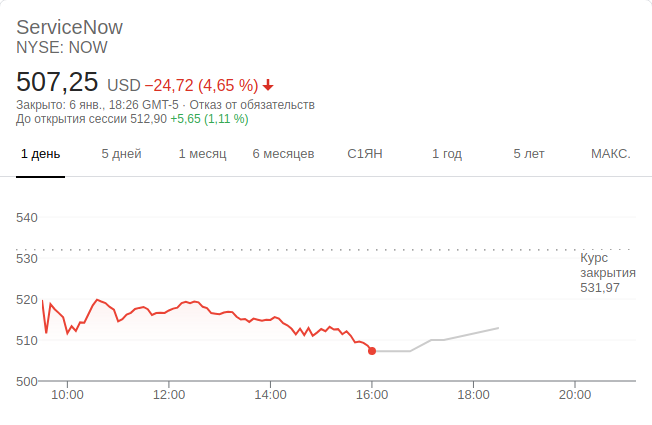 ServiceNow
NYSE: NOW
507,25 USD −24,72 (4,65 %)
Закрыто: 6 янв., 18:26 GMT-5 · Отказ от обязательств
До открытия сессии 512,90 +5,65 (1,11 %)
1 день 5 дней 1 месяц 6 месяцев С1ЯН 1 год 5 лет МАКС.
540
530
520
510
500
Курс
закрытия
531,97
10:00 12:00 14:00 16:00 18:00 20:00